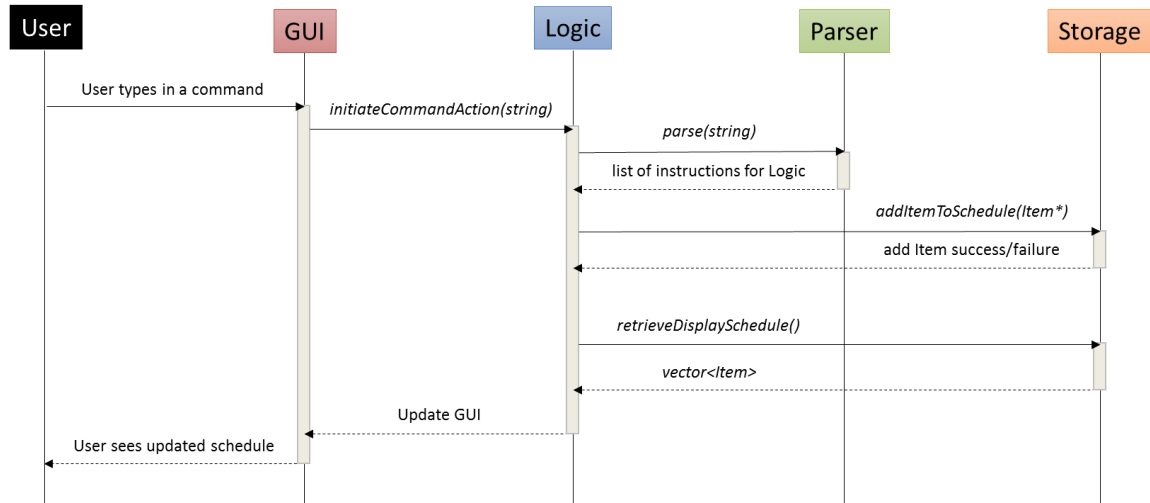 User
GUI
Logic
Parser
Storage
User types in a command
initiateCommandAction(string)
parse(string)
list of instructions for Logic
addItemToSchedule(Item*)
add Item success/failure
retrieveDisplaySchedule()
vector<Item>
Update GUI
User sees updated schedule